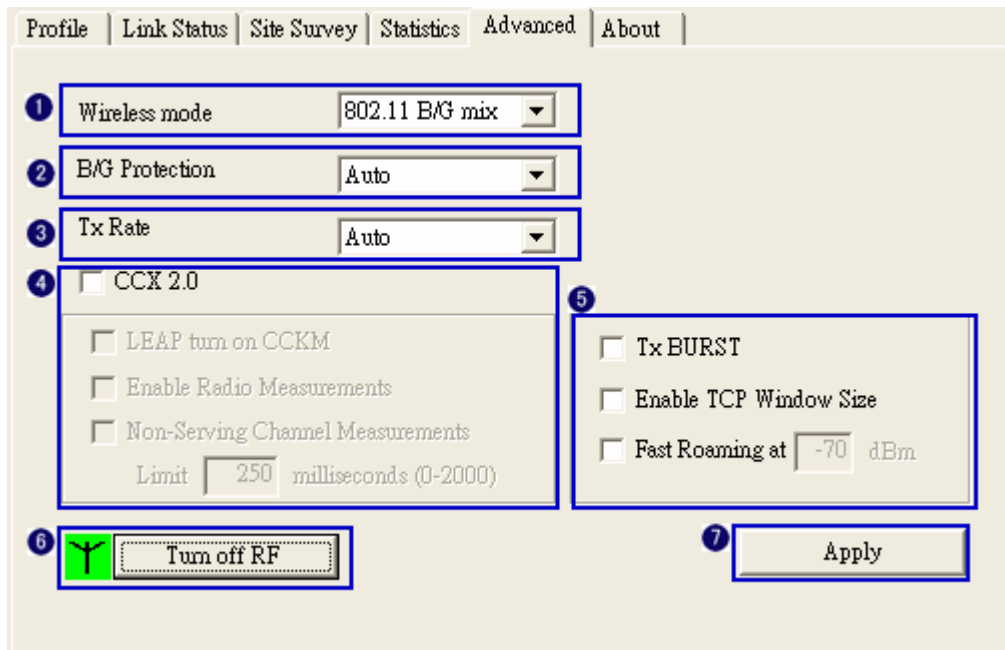 Profile Link Status Site Survey Statistics Advanced About
1 Wireless mode 802.11 B/G mix
2 B/G Protection Auto
3 Tx Rate Auto
4 CCX 2.0
LEAP turn on CCKM
Enable Radio Measurements
Non-Serving Channel Measurements
Limit 250 milliseconds (0-2000)
5
Tx BURST
Enable TCP Window Size
Fast Roaming at -70 dBm
6 Turn off RF
7 Apply